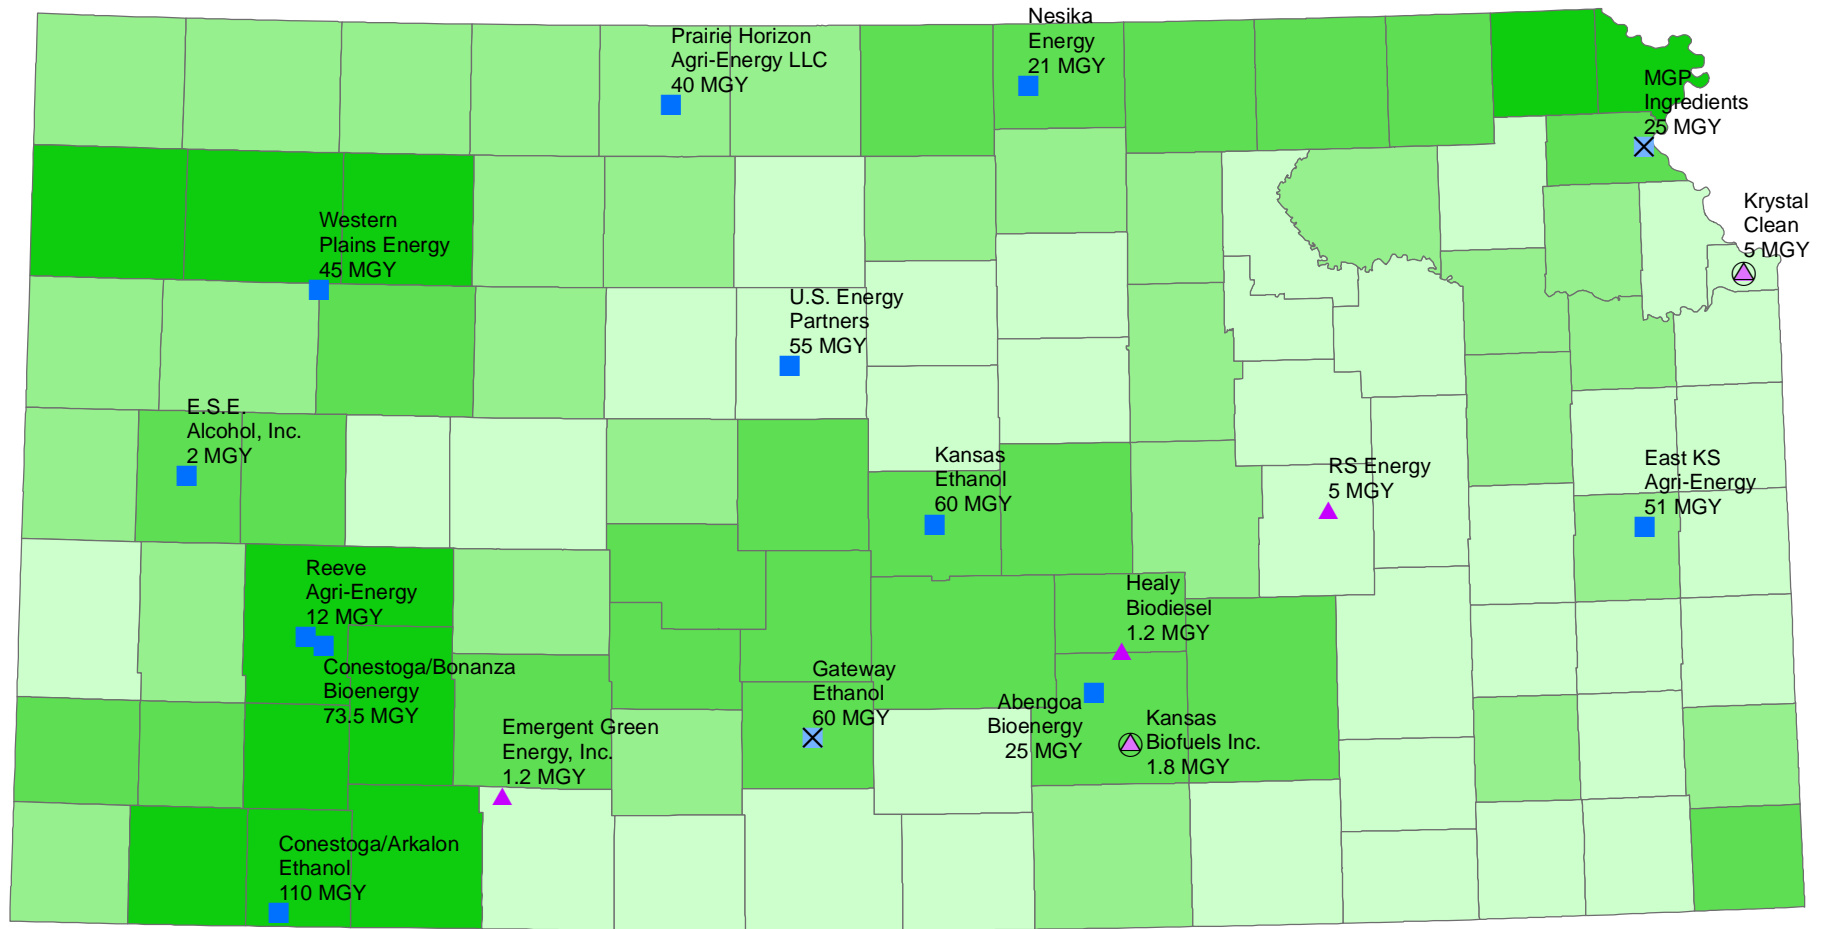 Nesika
Energy
21 MGY
Prairie Horizon
Agri-Energy LLC
40 MGY
MGP
Ingredients
25 MGY
Krystal
Clean
5 MGY
Western
Plains Energy
45 MGY
U.S. Energy
Partners
55 MGY
E.S.E.
Alcohol, Inc.
2 MGY
Kansas
Ethanol
60 MGY
RS Energy
5 MGY
East KS
Agri-Energy
51 MGY
Reeve
Agri-Energy
12 MGY
Healy
Biodiesel
1.2 MGY
Conestoga/Bonanza
Bioenergy
73.5 MGY
Gateway
Ethanol
60 MGY
Abengoa
Bioenergy
25 MGY
Kansas
Biofuels Inc.
1.8 MGY
Emergent Green
Energy, Inc.
1.2 MGY
Conestoga/Arkalon
Ethanol
110 MGY